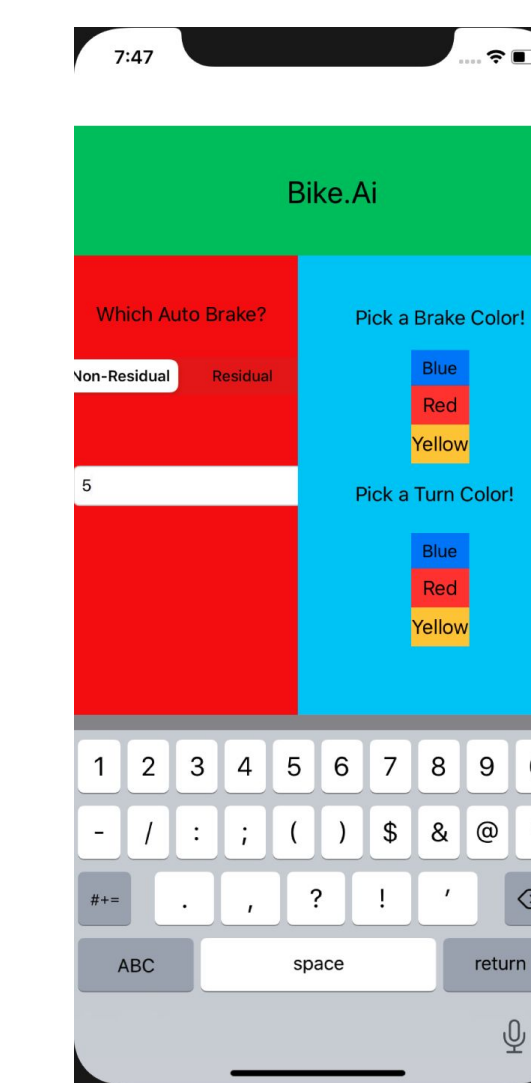 7:47
Bike.Ai
Which Auto Brake?
Non-Residual Residual
5
Pick a Brake Color!
Blue
Red
Yellow
Pick a Turn Color!
Blue
Red
Yellow
1 2 3 4 5 6 7 8 9
- / : ; ( ) $ & @
#+= . , ? ! ′
ABC space return